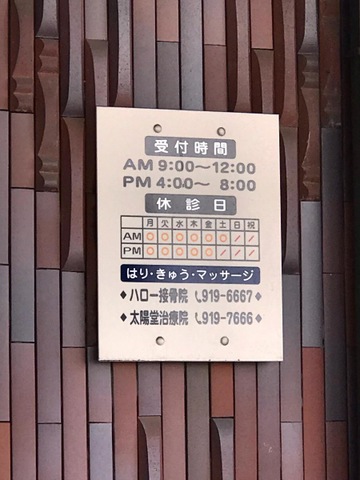 受付時間
AM 9:00～12:00
PM 4:00～ 8:00
休診日
月 火 水 木 金 土 日 祝
AM ○ ○ ○ ○ ○ ○ / /
PM ○ ○ ○ ○ ○ / / /
はり・きゅう・マッサージ
◆ハロー接骨院 919-6667◆
◆太陽堂治療院 919-7666◆